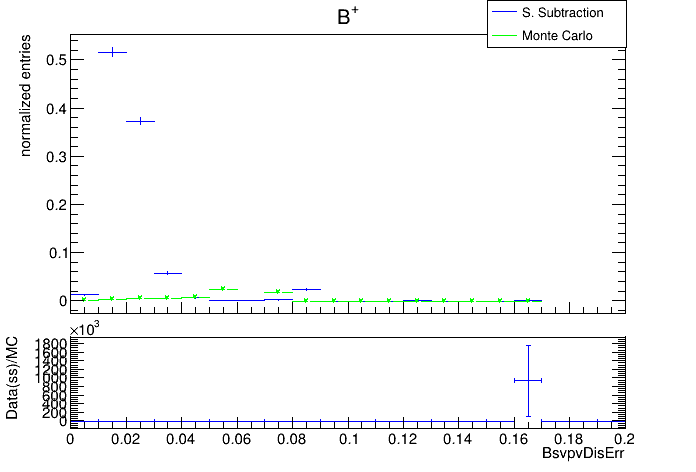 B+
S. Subtraction
Monte Carlo
normalized entries
0.5
0.4
0.3
0.2
0.1
0
×10³
Data(ss)/MC
1800
1600
1400
1200
1000
800
600
400
200
0
0 0.02 0.04 0.06 0.08 0.1 0.12 0.14 0.16 0.18 0.2
BsvpvDisErr